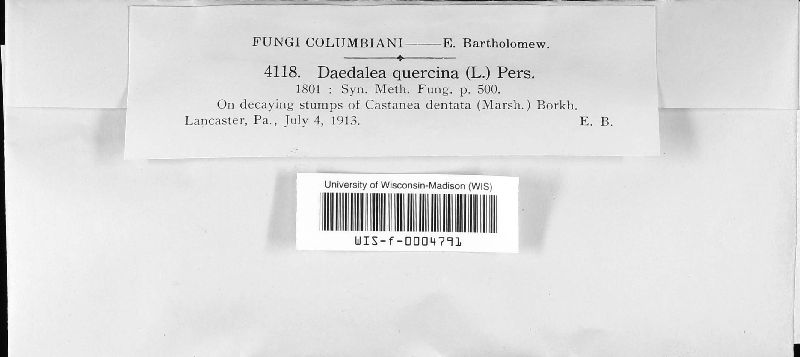 FUNGI COLUMBIANI——E. Bartholomew.
4118. Daedalea quercina (L.) Pers.
1801 : Syn. Meth. Fung. p. 500.
On decaying stumps of Castanea dentata (Marsh.) Borkh.
Lancaster, Pa., July 4, 1913. E. B.
University of Wisconsin-Madison (WIS)
WIS-f-0004791